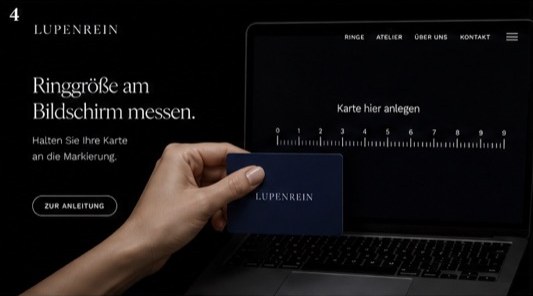 4
LUPENREIN
RINGE ATELIER ÜBER UNS KONTAKT
Ringgröße am
Bildschirm messen.
Halten Sie Ihre Karte
an die Markierung.
ZUR ANLEITUNG
Karte hier anlegen
0 1 2 3 4 5 6 7 8 9 9
LUPENREIN